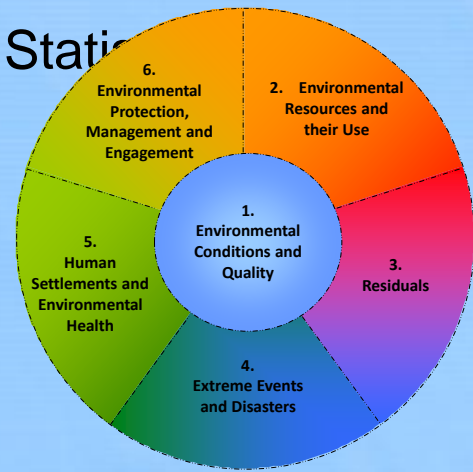 1.
Environmental
Conditions and
Quality
2. Environmental
Resources and
their Use
3.
Residuals
4.
Extreme Events
and Disasters
5.
Human
Settlements and
Environmental
Health
6.
Environmental
Protection,
Management and
Engagement